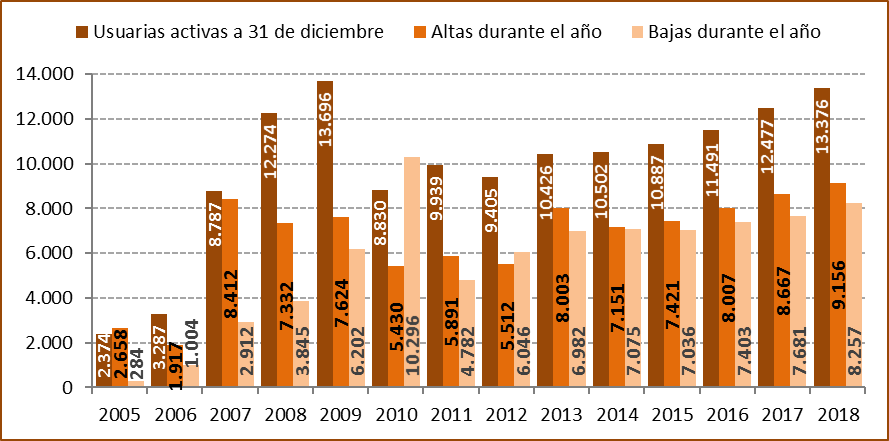 Usuarias activas a 31 de diciembre Altas durante el año Bajas durante el año
14.000
12.000
10.000
8.000
6.000
4.000
2.000
0
2.374 2.658 284
3.287 1.917 1.004
8.787 8.412 2.912
12.274 7.332 3.845
13.696 7.624 6.202
8.830 5.430 10.296
9.939 5.891 4.782
9.405 5.512 6.046
10.426 8.003 6.982
10.502 7.151 7.075
10.887 7.421 7.036
11.491 8.007 7.403
12.477 8.667 7.681
13.376 9.156 8.257
2005 2006 2007 2008 2009 2010 2011 2012 2013 2014 2015 2016 2017 2018